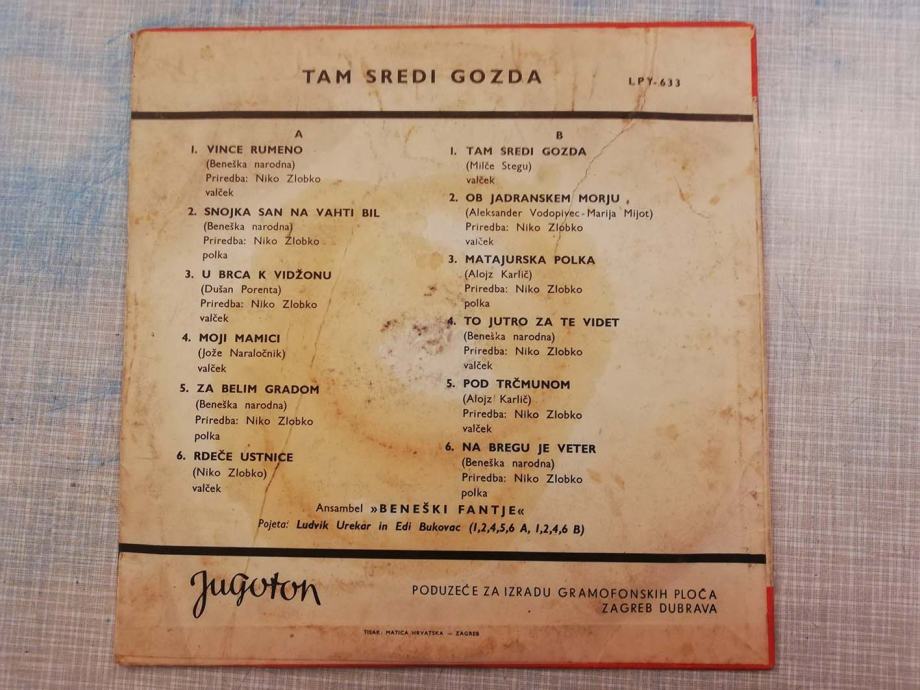 TAM SREDI GOZDA
LPY-633
A
1. VINCE RUMENO
(Beneška narodna)
Priredba: Niko Zlobko
valček
2. SNOJKA SAN NA VAHTI BIL
(Beneška narodna)
Priredba: Niko Zlobko
polka
3. U BRCA K VIDŽONU
(Dušan Porenta)
Priredba: Niko Zlobko
valček
4. MOJI MAMICI
(Jože Naraločnik)
valček
5. ZA BELIM GRADOM
(Beneška narodna)
Priredba: Niko Zlobko
polka
6. RDEČE USTNICE
(Niko Zlobko)
valček
B
1. TAM SREDI GOZDA
(Milče Stegu)
valček
2. OB JADRANSKEM MORJU
(Aleksander Vodopivec-Marija Mijot)
Priredba: Niko Zlobko
valček
3. MATAJURSKA POLKA
(Alojz Karlič)
Priredba: Niko Zlobko
polka
4. TO JUTRO ZA TE VIDET
(Beneška narodna)
Priredba: Niko Zlobko
valček
5. POD TRČMUNOM
(Alojz Karlič)
Priredba: Niko Zlobko
valček
6. NA BREGU JE VETER
(Beneška narodna)
Priredba: Niko Zlobko
polka
Ansambel »BENEŠKI FANTJE«
Pojeta: Ludvik Urekar in Edi Bukovac (1,2,4,5,6 A, 1,2,4,6 B)
Jugoton
PODUZEĆE ZA IZRADU GRAMOFONSKIH PLOČA
ZAGREB DUBRAVA
TISAK: MATICA HRVATSKA — ZAGREB